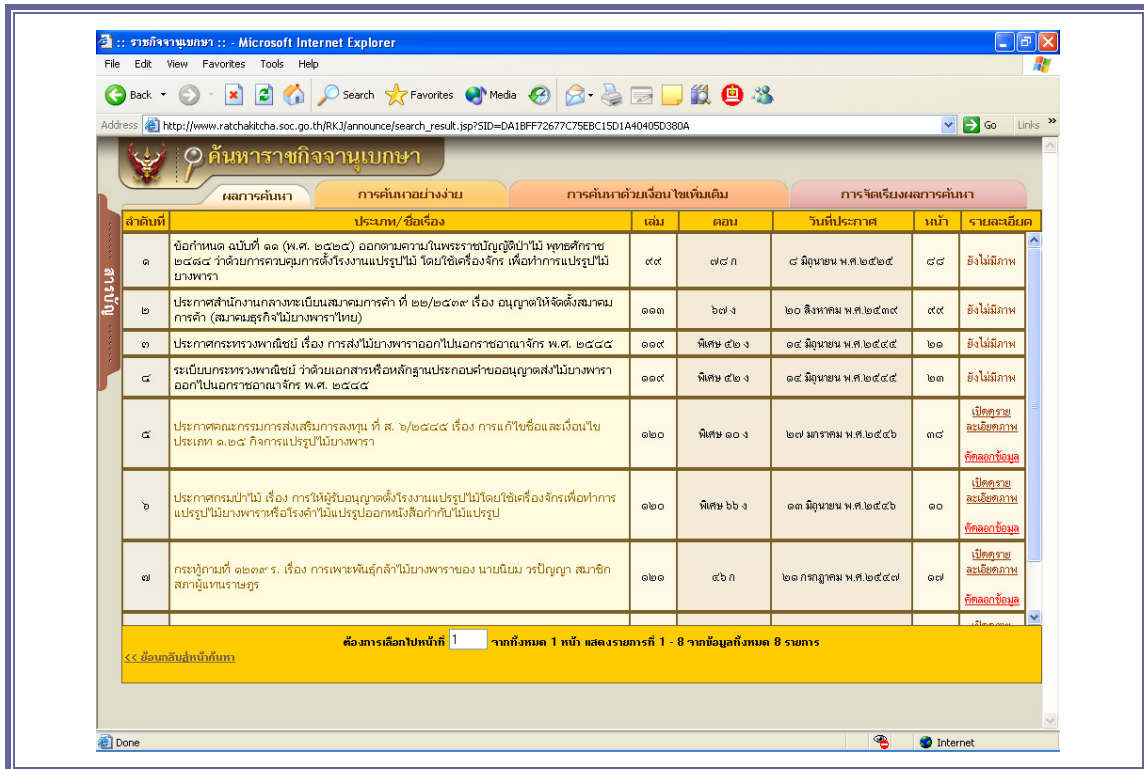 :: ราชกิจจานุเบกษา :: - Microsoft Internet Explorer
File Edit View Favorites Tools Help
Back Search Favorites Media
Address http://www.ratchakitcha.soc.go.th/RKJ/announce/search_result.jsp?SID=DA1BFF72677C75EBC15D1A40405D380A Go Links »
ค้นหาราชกิจจานุเบกษา
ผลการค้นหา การค้นหาอย่างง่าย การค้นหาด้วยเงื่อนไขเพิ่มเติม การจัดเรียงผลการค้นหา
สารบัญ
ลำดับที่ ประเภท/ชื่อเรื่อง เล่ม ตอน วันที่ประกาศ หน้า รายละเอียด
ข้อกำหนด ฉบับที่ ๑๑ (พ.ศ. ๒๕๒๕) ออกตามความในพระราชบัญญัติป่าไม้ พุทธศักราช
๑ ๒๔๘๔ ว่าด้วยการควบคุมการตั้งโรงงานแปรรูปไม้ โดยใช้เครื่องจักร เพื่อทำการแปรรูปไม้ ๙๙ ๗๘ ก ๘ มิถุนายน พ.ศ.๒๕๒๕ ๘๘ ยังไม่มีภาพ
ยางพารา
๒ ประกาศสำนักงานกลางทะเบียนสมาคมการค้า ที่ ๒๒/๒๕๓๙ เรื่อง อนุญาตให้จัดตั้งสมาคม ๑๑๓ ๖๗ ง ๒๐ สิงหาคม พ.ศ.๒๕๓๙ ๙๙ ยังไม่มีภาพ
การค้า (สมาคมธุรกิจไม้ยางพาราไทย)
๓ ประกาศกระทรวงพาณิชย์ เรื่อง การส่งไม้ยางพาราออกไปนอกราชอาณาจักร พ.ศ. ๒๕๔๕ ๑๑๙ พิเศษ ๕๒ ง ๑๔ มิถุนายน พ.ศ.๒๕๔๕ ๒๑ ยังไม่มีภาพ
๔ ระเบียบกระทรวงพาณิชย์ ว่าด้วยเอกสารหรือหลักฐานประกอบคำขออนุญาตส่งไม้ยางพารา ๑๑๙ พิเศษ ๕๒ ง ๑๔ มิถุนายน พ.ศ.๒๕๔๕ ๒๓ ยังไม่มีภาพ
ออกไปนอกราชอาณาจักร พ.ศ. ๒๕๔๕
๕ ประกาศคณะกรรมการส่งเสริมการลงทุน ที่ ส. ๖/๒๕๔๕ เรื่อง การแก้ไขชื่อและเงื่อนไข ๑๒๐ พิเศษ ๑๐ ง ๒๗ มกราคม พ.ศ.๒๕๔๖ ๓๘ เปิดดูราย
ประเภท ๑.๒๕ กิจการแปรรูปไม้ยางพารา ละเอียดภาพ
คัดลอกข้อมูล
๖ ประกาศกรมป่าไม้ เรื่อง การให้ผู้รับอนุญาตตั้งโรงงานแปรรูปไม้โดยใช้เครื่องจักรเพื่อทำการ ๑๒๐ พิเศษ ๖๖ ง ๑๓ มิถุนายน พ.ศ.๒๕๔๖ ๑๐ เปิดดูราย
แปรรูปไม้ยางพาราหรือโรงค้าไม้แปรรูปออกหนังสือกำกับไม้แปรรูป ละเอียดภาพ
คัดลอกข้อมูล
๗ กระทู้ถามที่ ๑๒๓๙ ร. เรื่อง การเพาะพันธุ์กล้าไม้ยางพาราของ นายนิยม วรปัญญา สมาชิก ๑๒๑ ๔๖ ก ๒๑ กรกฎาคม พ.ศ.๒๕๔๗ ๑๗ เปิดดูราย
สภาผู้แทนราษฎร ละเอียดภาพ
คัดลอกข้อมูล
ต้องการเลือกไปหน้าที่ 1 จากทั้งหมด 1 หน้า แสดงรายการที่ 1 - 8 จากข้อมูลทั้งหมด 8 รายการ
<< ย้อนกลับสู่หน้าค้นหา
Done Internet